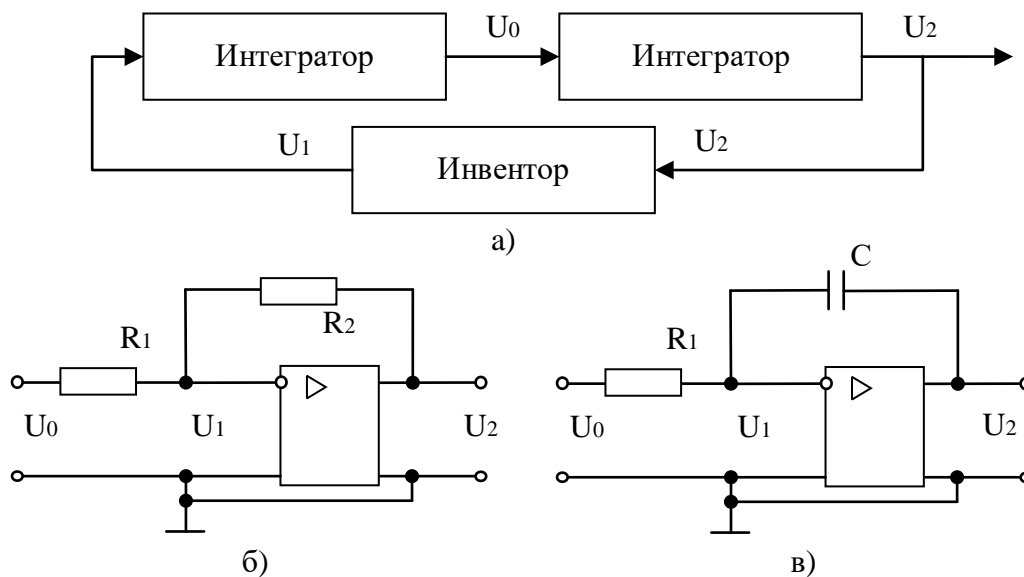 U0
U2
Интегратор
Интегратор
U1
U2
Инвентор
а)
C
R2
R1
R1
U0
U1
U2
U0
U1
U2
б)
в)